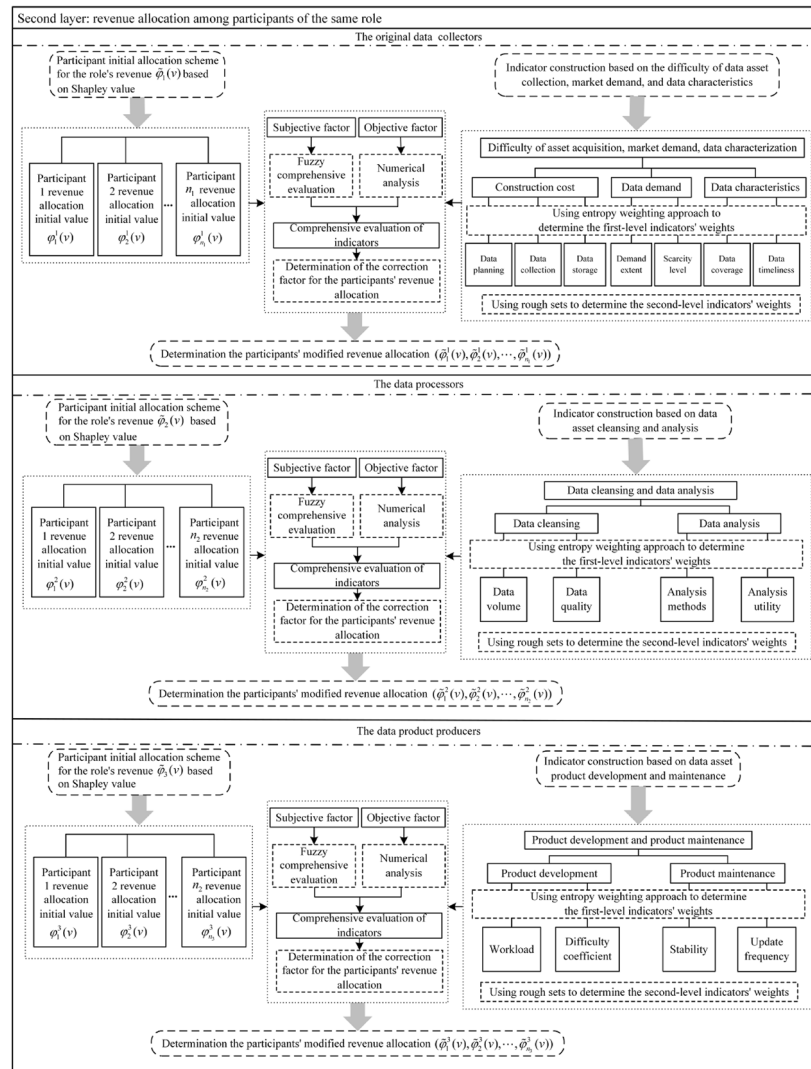 Second layer: revenue allocation among participants of the same role
The original data collectors
Participant initial allocation scheme
for the role's revenue φ̃₁(v) based
on Shapley value
Indicator construction based on the difficulty of data asset
collection, market demand, and data characteristics
Participant
1 revenue
allocation
initial value
φ₁¹(v)
Participant
2 revenue
allocation
initial value
φ₂¹(v)
...
Participant
n₁ revenue
allocation
initial value
φₙ₁¹(v)
Subjective factor
Objective factor
Fuzzy
comprehensive
evaluation
Numerical
analysis
Comprehensive evaluation of
indicators
Determination of the correction
factor for the participants' revenue
allocation
Difficulty of asset acquisition, market demand, data characterization
Construction cost
Data demand
Data characteristics
Using entropy weighting approach to
determine the first-level indicators' weights
Data
planning
Data
collection
Data
storage
Demand
extent
Scarcity
level
Data
coverage
Data
timeliness
Using rough sets to determine the second-level indicators' weights
Determination the participants' modified revenue allocation (φ̃₁¹(v), φ̃₂¹(v), ⋯, φ̃ₙ₁¹(v))
The data processors
Participant initial allocation scheme
for the role's revenue φ̃₂(v) based
on Shapley value
Indicator construction based on data
asset cleansing and analysis
Participant
1 revenue
allocation
initial value
φ₁²(v)
Participant
2 revenue
allocation
initial value
φ₂²(v)
...
Participant
n₂ revenue
allocation
initial value
φₙ₂²(v)
Subjective factor
Objective factor
Fuzzy
comprehensive
evaluation
Numerical
analysis
Comprehensive evaluation of
indicators
Determination of the correction
factor for the participants' revenue
allocation
Data cleansing and data analysis
Data cleansing
Data analysis
Using entropy weighting approach to determine
the first-level indicators' weights
Data
volume
Data
quality
Analysis
methods
Analysis
utility
Using rough sets to determine the second-level indicators' weights
Determination the participants' modified revenue allocation (φ̃₁²(v), φ̃₂²(v), ⋯, φ̃ₙ₂²(v))
The data product producers
Participant initial allocation scheme
for the role's revenue φ̃₃(v) based
on Shapley value
Indicator construction based on data asset
product development and maintenance
Participant
1 revenue
allocation
initial value
φ₁³(v)
Participant
2 revenue
allocation
initial value
φ₂³(v)
...
Participant
n₂ revenue
allocation
initial value
φₙ₃³(v)
Subjective factor
Objective factor
Fuzzy
comprehensive
evaluation
Numerical
analysis
Comprehensive evaluation of
indicators
Determination of the correction
factor for the participants' revenue
allocation
Product development and product maintenance
Product development
Product maintenance
Using entropy weighting approach to determine
the first-level indicators' weights
Workload
Difficulty
coefficient
Stability
Update
frequency
Using rough sets to determine the second-level indicators' weights
Determination the participants' modified revenue allocation (φ̃₁³(v), φ̃₂³(v), ⋯, φ̃ₙ₃³(v))